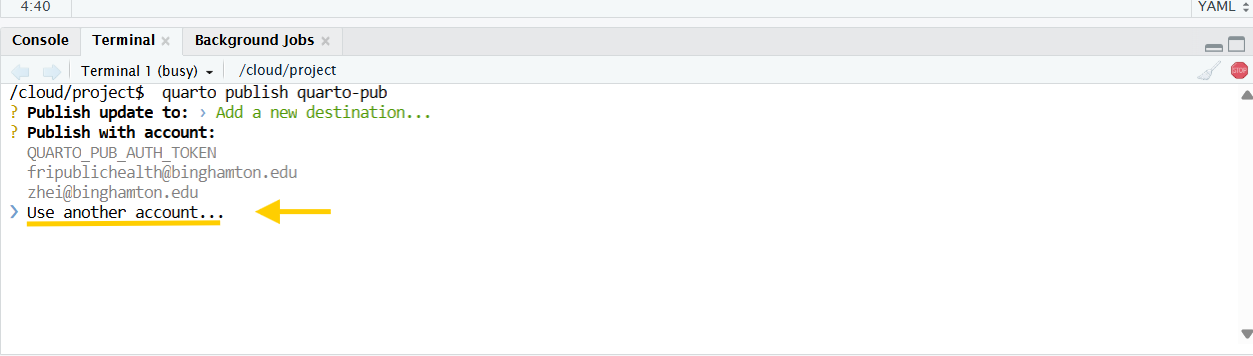 4:40 YAML
Console Terminal Background Jobs
Terminal 1 (busy) /cloud/project STOP
/cloud/project$  quarto publish quarto-pub
? Publish update to: › Add a new destination...
? Publish with account:
QUARTO_PUB_AUTH_TOKEN
fripublichealth@binghamton.edu
zhei@binghamton.edu
❯ Use another account...